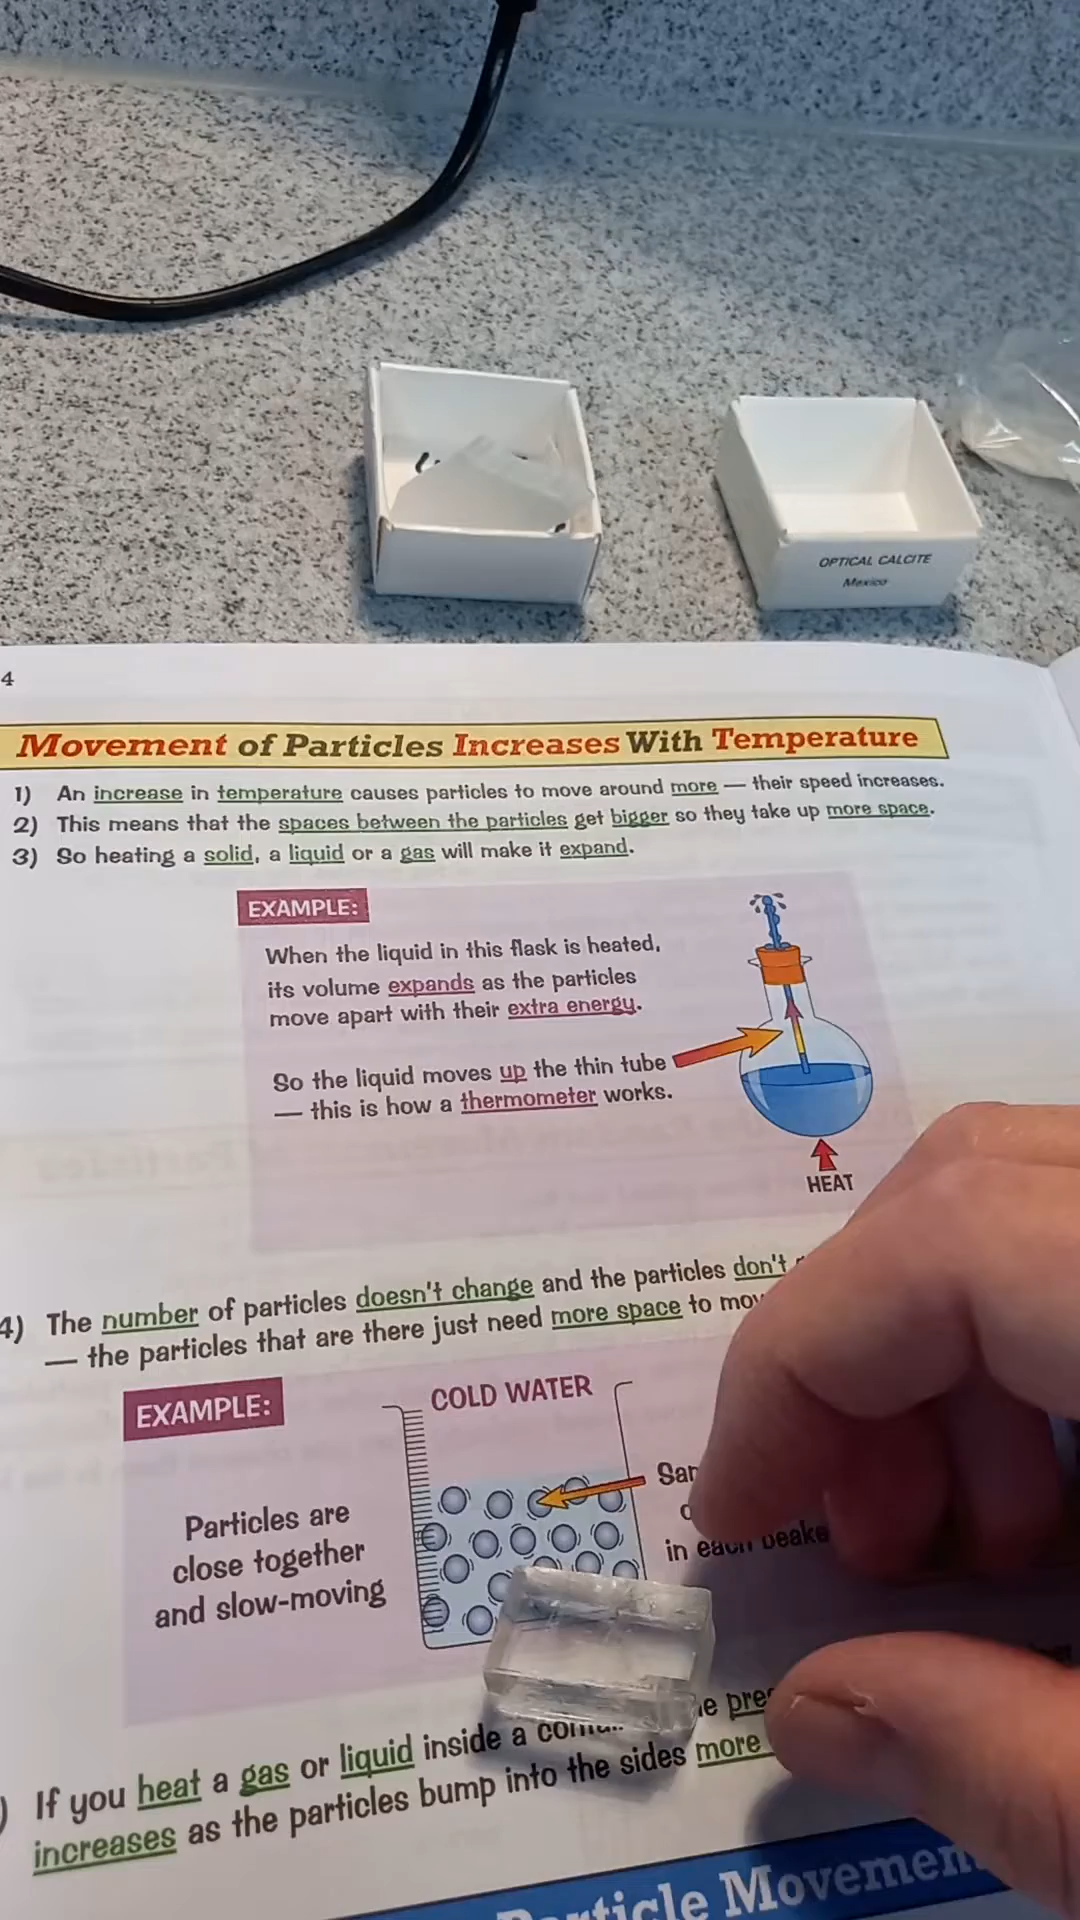 OPTICAL CALCITE
Mexico
4
Movement of Particles Increases With Temperature
1) An increase in temperature causes particles to move around more — their speed increases.
2) This means that the spaces between the particles get bigger so they take up more space.
3) So heating a solid, a liquid or a gas will make it expand.
EXAMPLE:
When the liquid in this flask is heated,
its volume expands as the particles
move apart with their extra energy.
So the liquid moves up the thin tube
— this is how a thermometer works.
HEAT
4) The number of particles doesn't change and the particles don't
— the particles that are there just need more space to
EXAMPLE:
COLD WATER
Particles are
close together
and slow-moving
in each
) If you heat a gas or liquid inside a
increases as the particles bump into the sides more
Particle Movemen